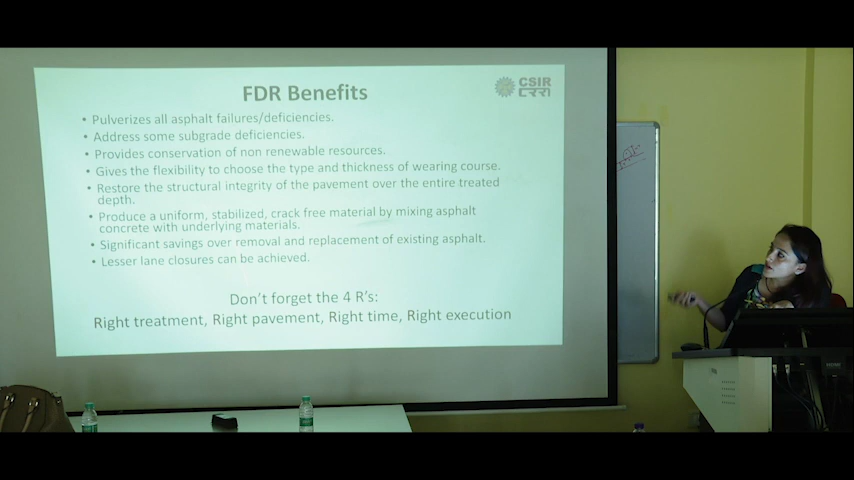 FDR Benefits
CSIR
• Pulverizes all asphalt failures/deficiencies.
• Address some subgrade deficiencies.
• Provides conservation of non renewable resources.
• Gives the flexibility to choose the type and thickness of wearing course.
• Restore the structural integrity of the pavement over the entire treated
depth.
• Produce a uniform, stabilized, crack free material by mixing asphalt
concrete with underlying materials.
• Significant savings over removal and replacement of existing asphalt.
• Lesser lane closures can be achieved.
Don't forget the 4 R's:
Right treatment, Right pavement, Right time, Right execution